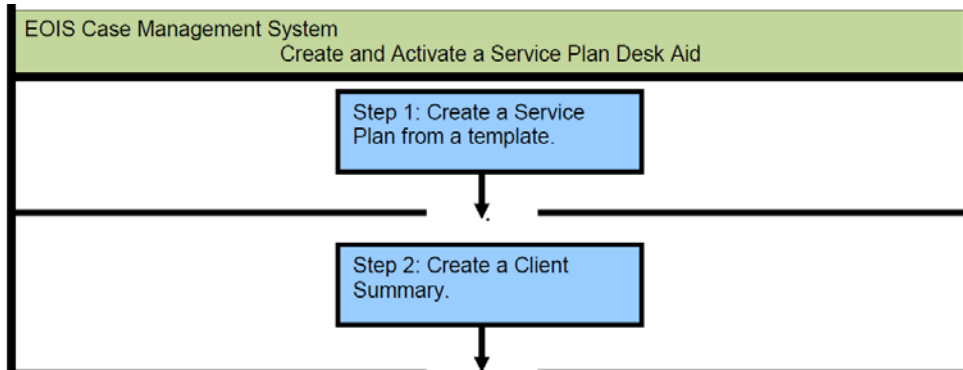 EOIS Case Management System
Create and Activate a Service Plan Desk Aid
Step 1: Create a Service
Plan from a template.
Step 2: Create a Client
Summary.